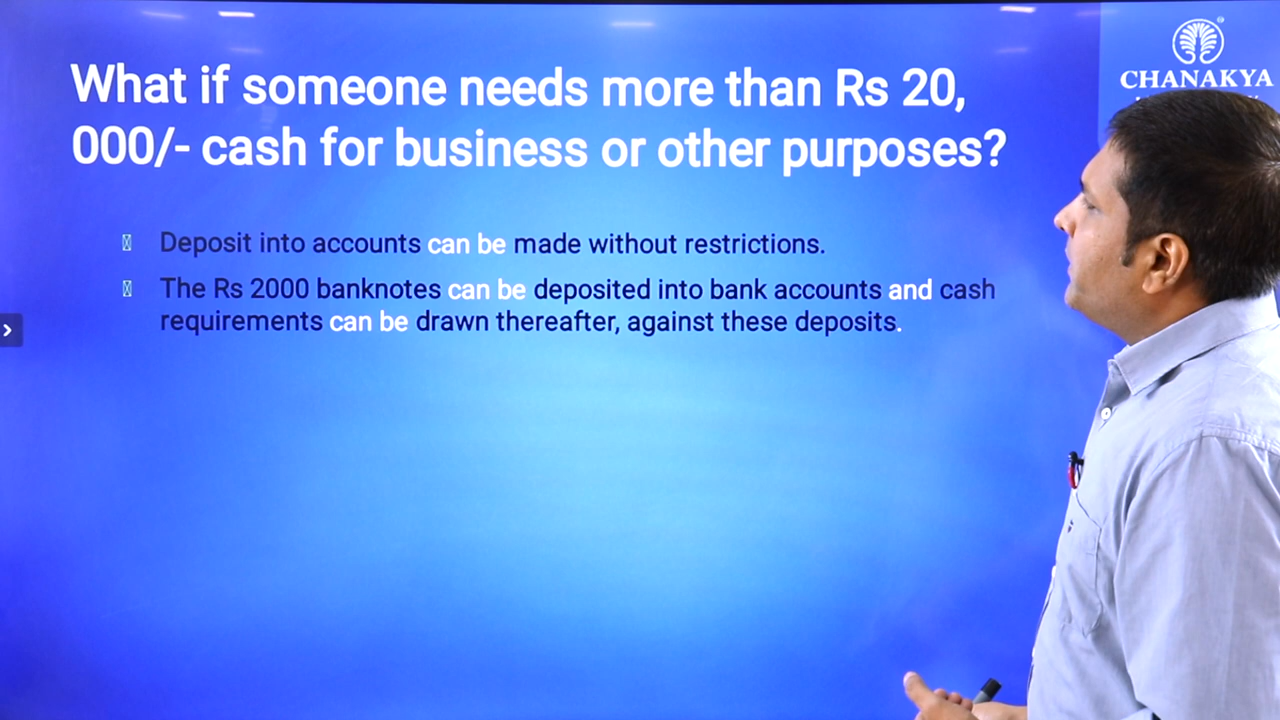 CHANAKYA
What if someone needs more than Rs 20,
000/- cash for business or other purposes?
Deposit into accounts can be made without restrictions.
The Rs 2000 banknotes can be deposited into bank accounts and cash
requirements can be drawn thereafter, against these deposits.